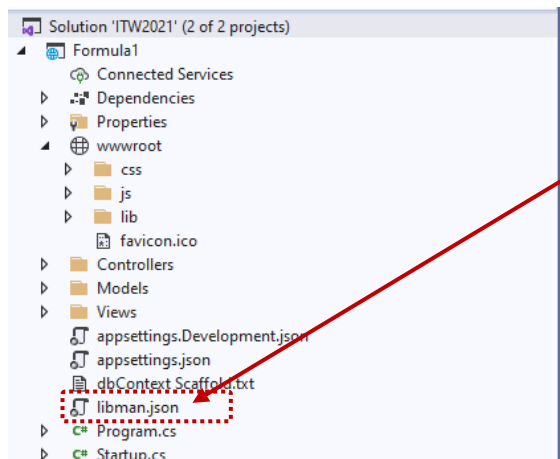 Solution 'ITW2021' (2 of 2 projects)
Formula1
Connected Services
Dependencies
Properties
wwwroot
css
js
lib
favicon.ico
Controllers
Models
Views
appsettings.Development.json
appsettings.json
dbContext Scaffold.txt
libman.json
C# Program.cs
C# Startup.cs